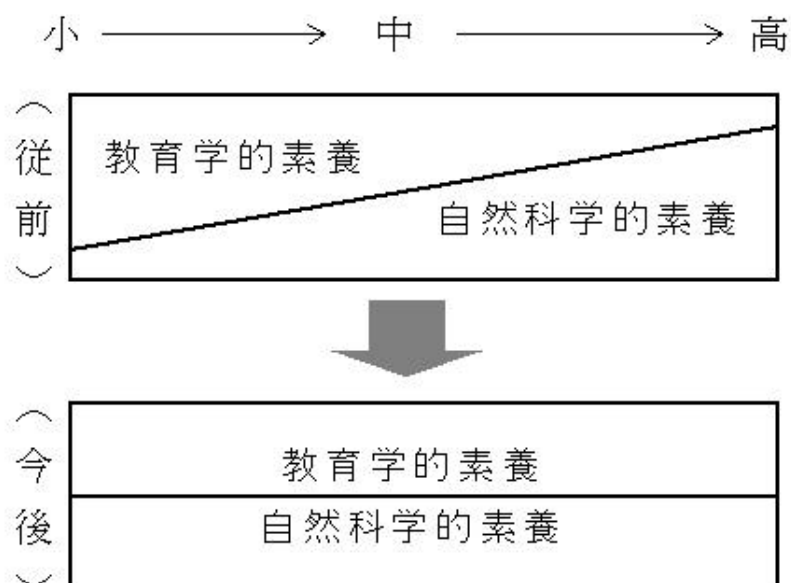 小 → 中 → 高
（従前）
教育学的素養
自然科学的素養
（今後）
教育学的素養
自然科学的素養